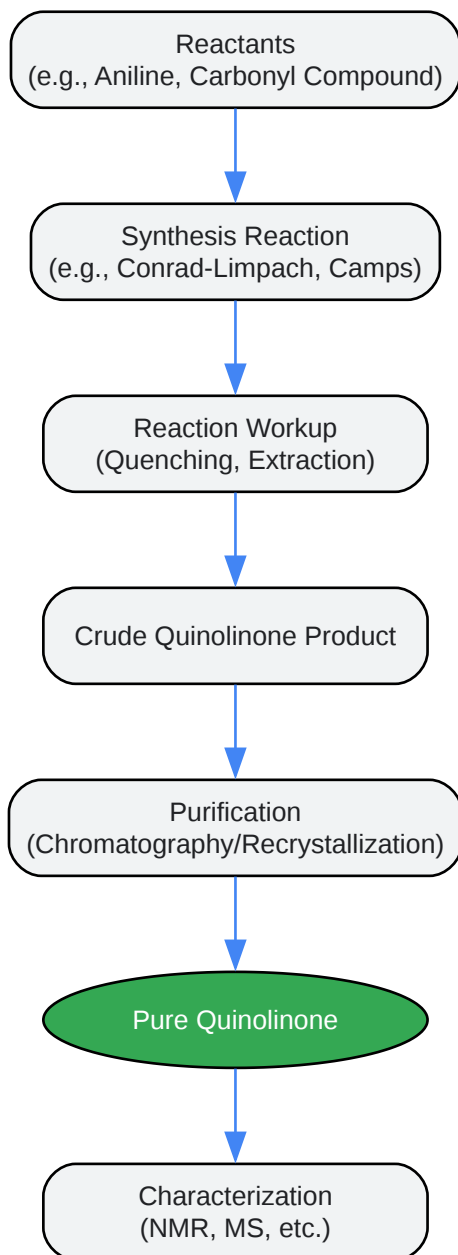 Reactants
(e.g., Aniline, Carbonyl Compound)
Synthesis Reaction
(e.g., Conrad-Limpach, Camps)
Reaction Workup
(Quenching, Extraction)
Crude Quinolinone Product
Purification
(Chromatography/Recrystallization)
Pure Quinolinone
Characterization
(NMR, MS, etc.)